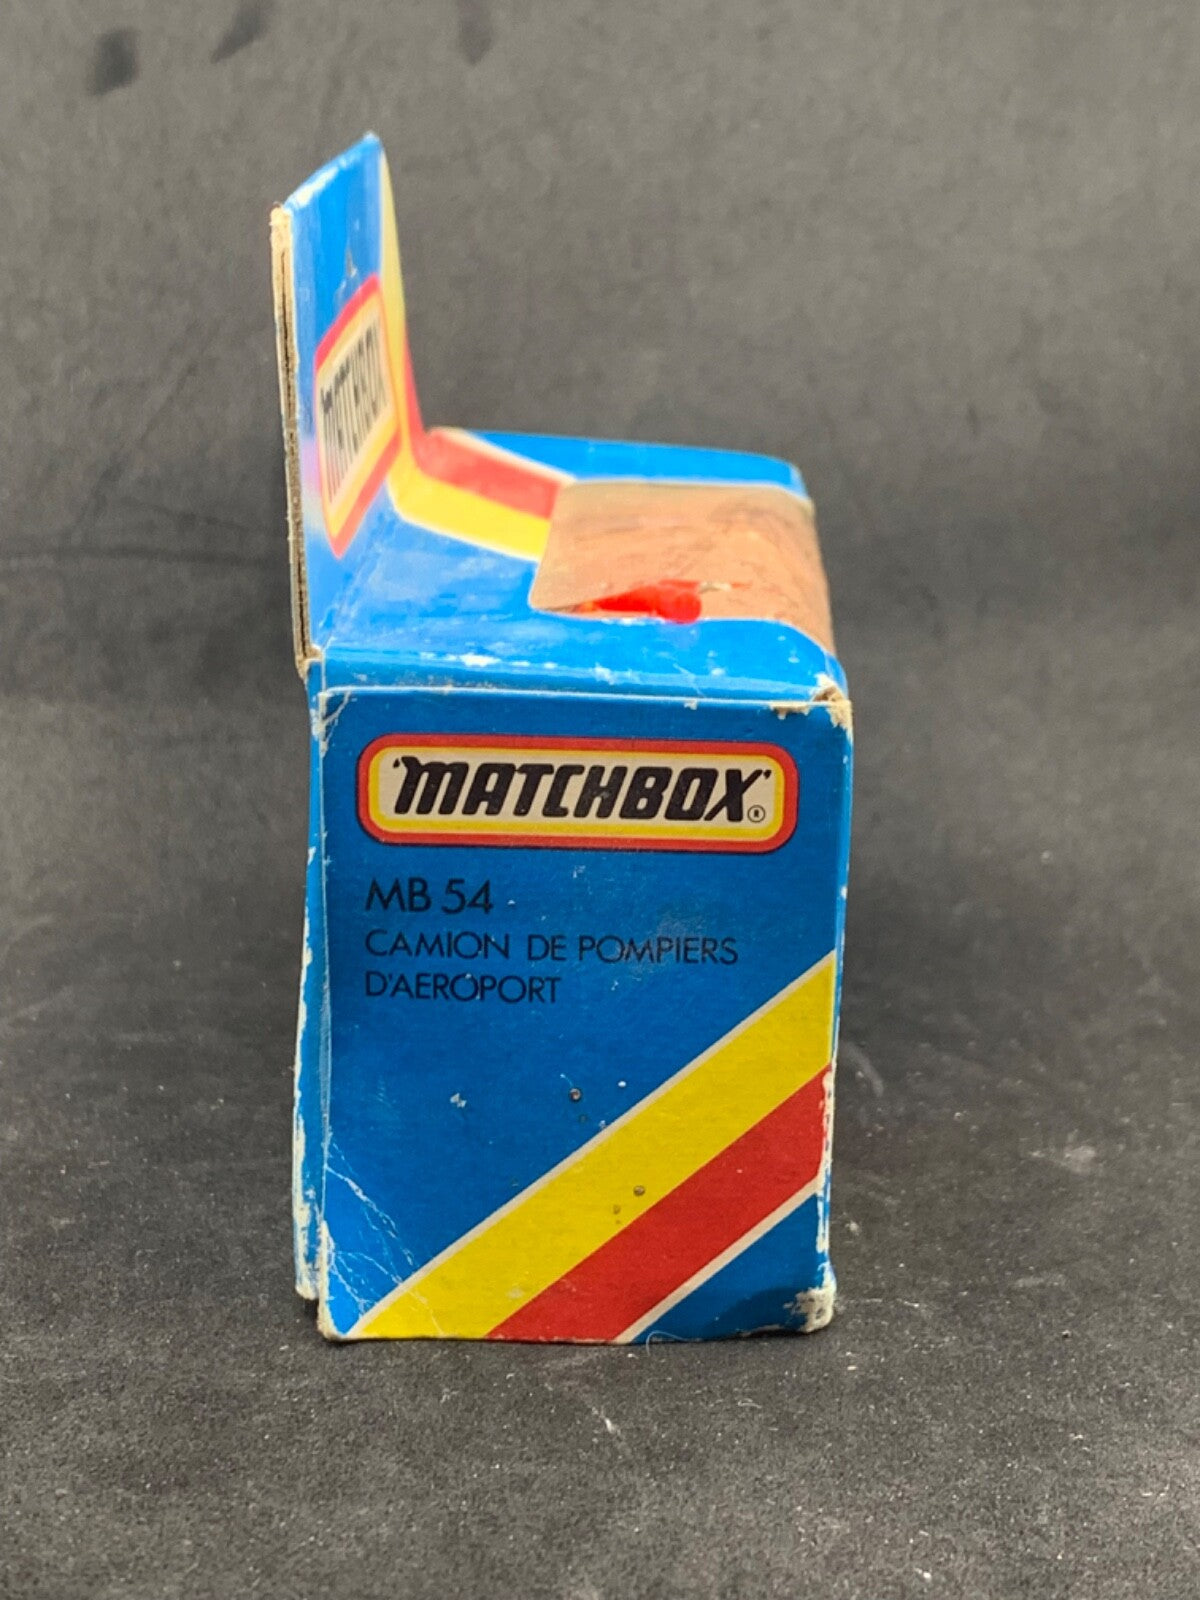 MATCHBOX
'MATCHBOX' ®
MB 54
CAMION DE POMPIERS
D'AEROPORT